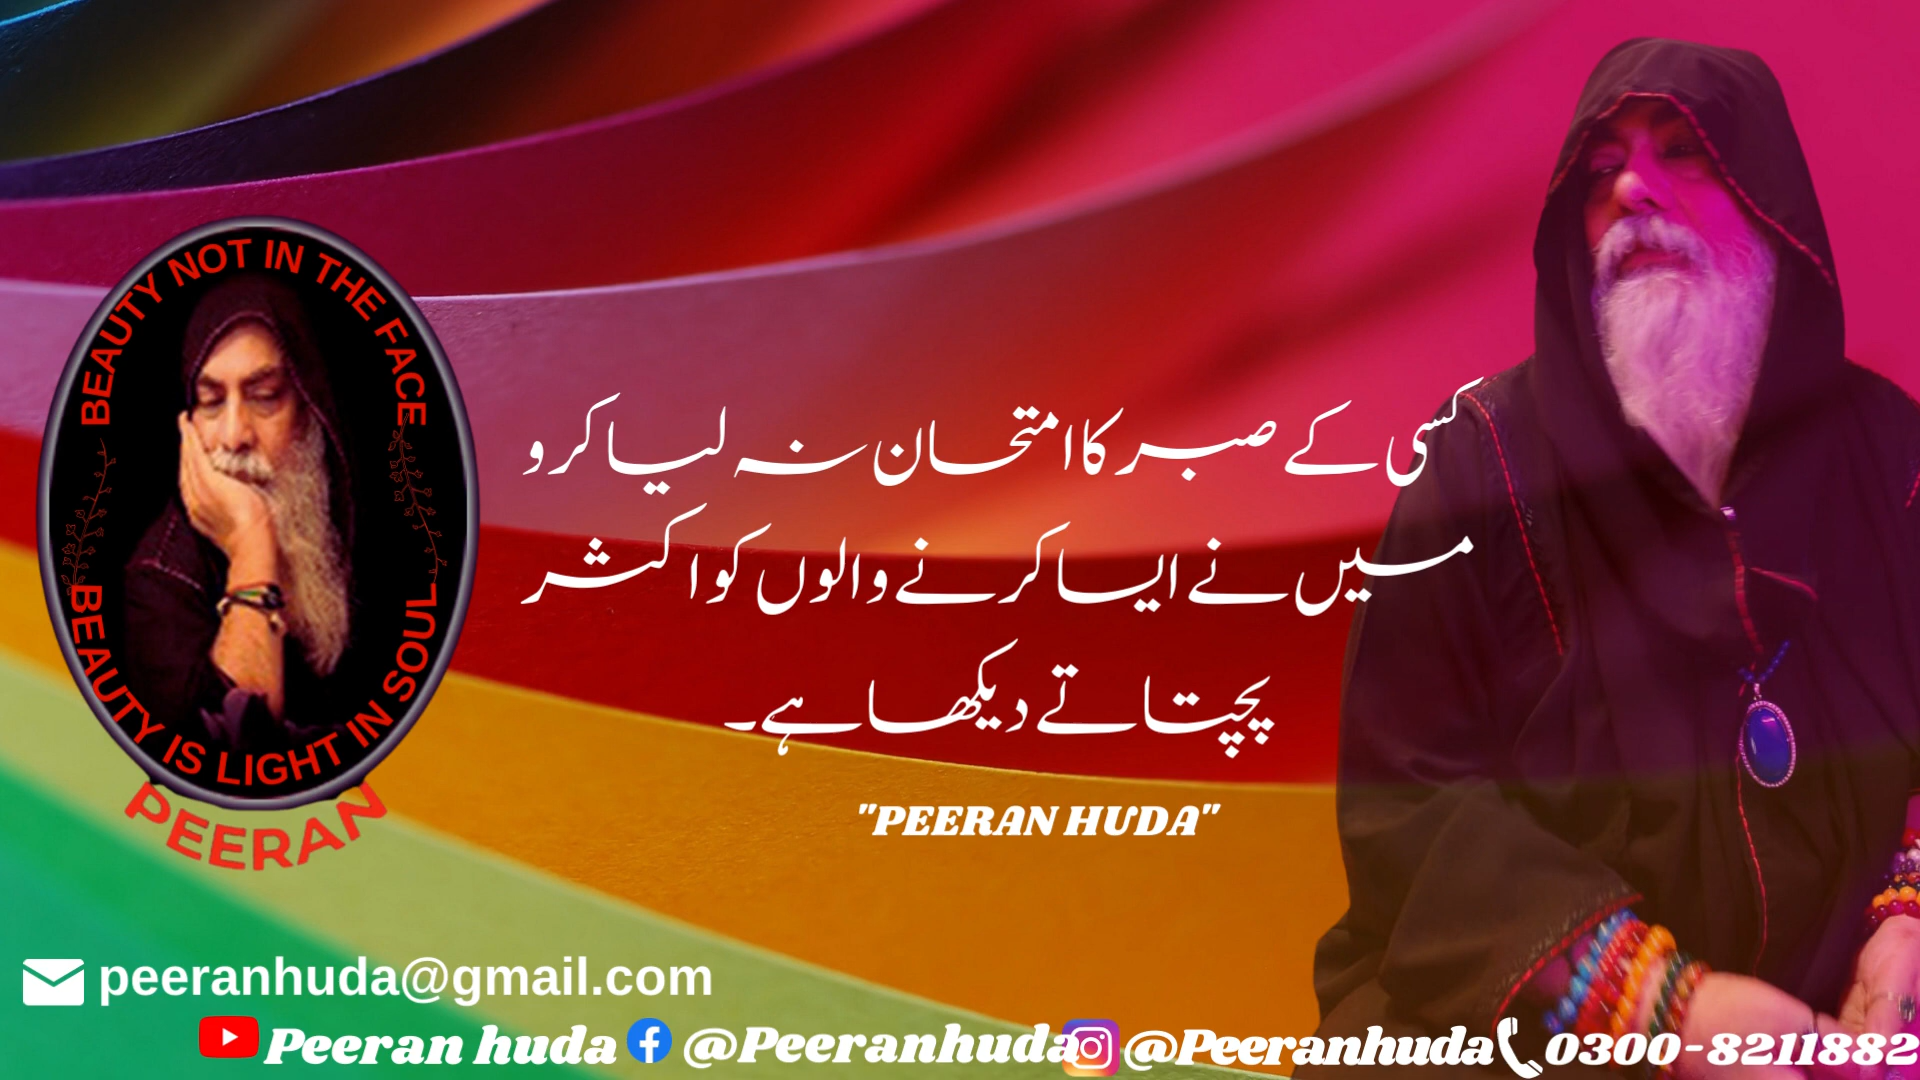 BEAUTY NOT IN THE FACE
BEAUTY IS LIGHT IN SOUL
PEERAN
کسی کے صبر کا امتحان نہ لیا کرو
میں نے ایسا کرنے والوں کو اکثر
پچتاتے دیکھا ہے۔
"PEERAN HUDA"
peeranhuda@gmail.com
Peeran huda @Peeranhuda @Peeranhuda 0300-8211882